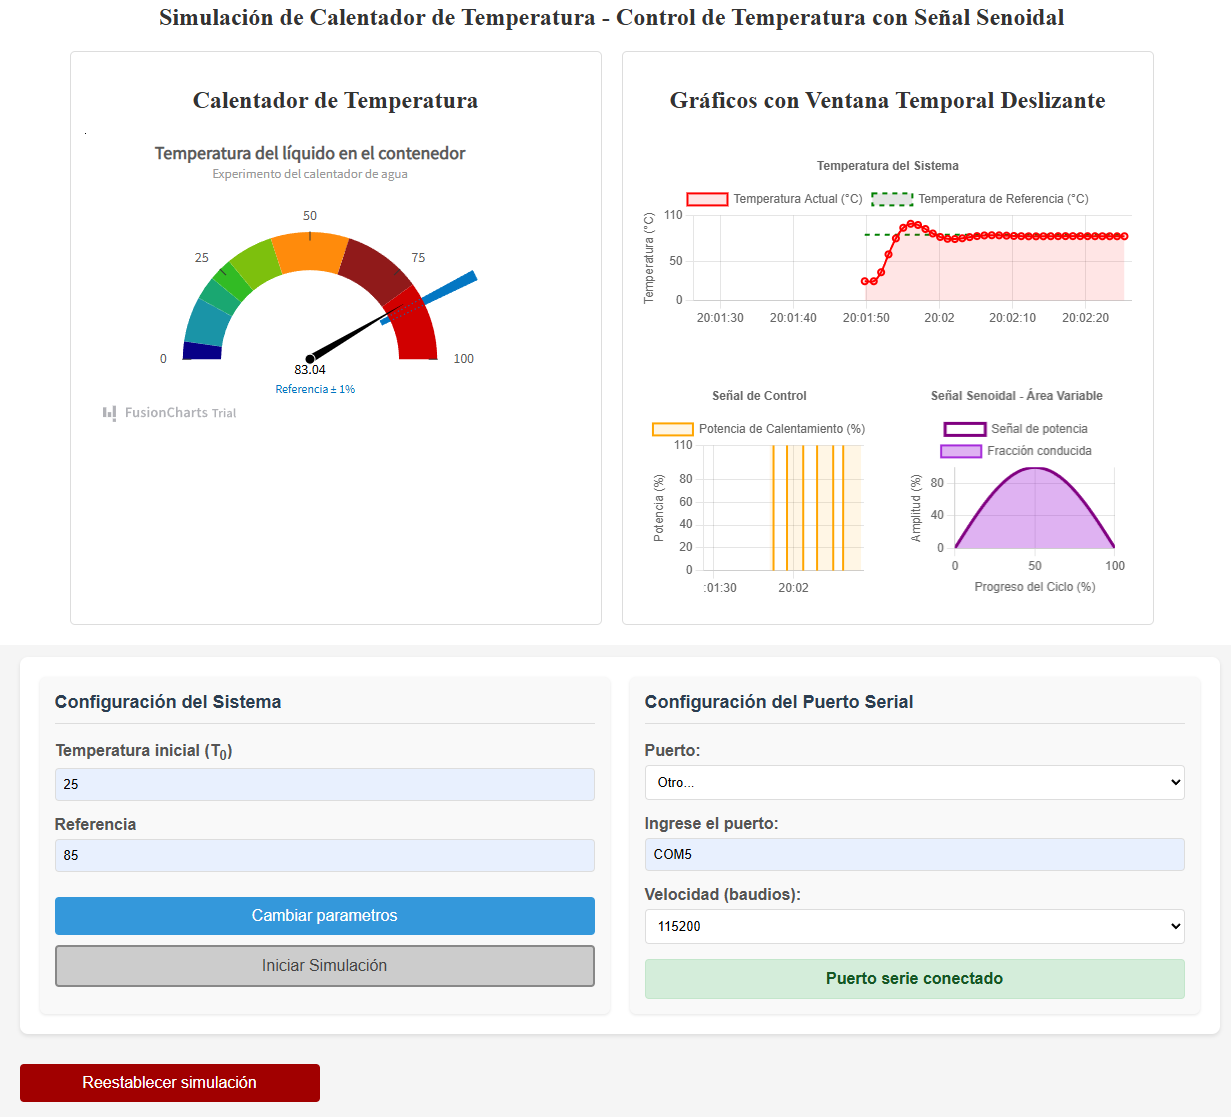 Simulación de Calentador de Temperatura - Control de Temperatura con Señal Senoidal
Calentador de Temperatura
.
Temperatura del líquido en el contenedor
Experimento del calentador de agua
0
25
50
75
100
83.04
Referencia ± 1%
FusionCharts Trial
Gráficos con Ventana Temporal Deslizante
Temperatura del Sistema
Temperatura Actual (°C)
Temperatura de Referencia (°C)
Temperatura (°C)
110
50
0
20:01:30
20:01:40
20:01:50
20:02
20:02:10
20:02:20
Señal de Control
Potencia de Calentamiento (%)
Potencia (%)
110
80
60
40
20
0
:01:30
20:02
Señal Senoidal - Área Variable
Señal de potencia
Fracción conducida
Amplitud (%)
80
40
0
0
50
100
Progreso del Ciclo (%)
Configuración del Sistema
Temperatura inicial (T0)
25
Referencia
85
Cambiar parametros
Iniciar Simulación
Configuración del Puerto Serial
Puerto:
Otro...
Ingrese el puerto:
COM5
Velocidad (baudios):
115200
Puerto serie conectado
Reestablecer simulación